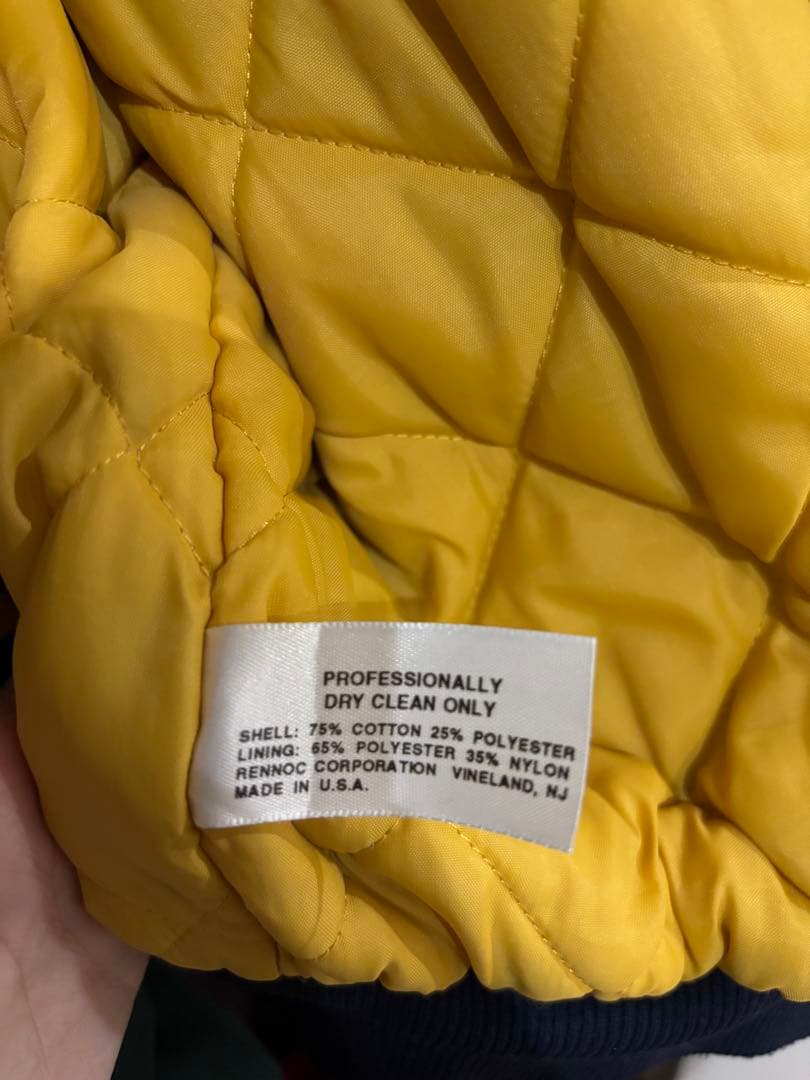 PROFESSIONALLY
DRY CLEAN ONLY
SHELL: 75% COTTON 25% POLYESTER
LINING: 65% POLYESTER 35% NYLON
RENNOC CORPORATION VINELAND, NJ
MADE IN U.S.A.